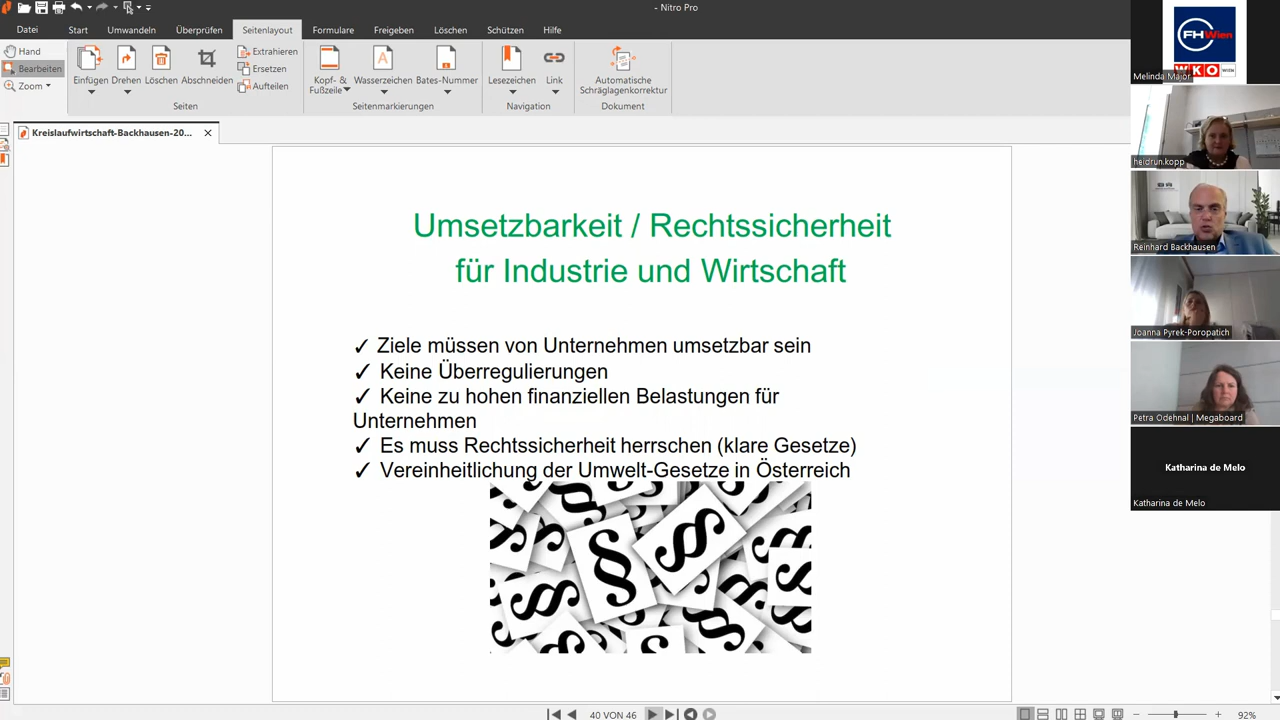 - Nitro Pro
Datei
Start
Umwandeln
Überprüfen
Seitenlayout
Formulare
Freigeben
Löschen
Schützen
Hilfe
Hand
Bearbeiten
Zoom
Einfügen
Drehen
Löschen
Abschneiden
Extrahieren
Ersetzen
Aufteilen
Seiten
Kopf- &
Fußzeile
Wasserzeichen
Bates-Nummer
Seitenmarkierungen
Lesezeichen
Link
Navigation
Automatische
Schräglagenkorrektur
Dokument
Kreislaufwirtschaft-Backhausen-20...
Umsetzbarkeit / Rechtssicherheit
für Industrie und Wirtschaft
✓ Ziele müssen von Unternehmen umsetzbar sein
✓ Keine Überregulierungen
✓ Keine zu hohen finanziellen Belastungen für
Unternehmen
✓ Es muss Rechtssicherheit herrschen (klare Gesetze)
✓ Vereinheitlichung der Umwelt-Gesetze in Österreich
40 VON 46
92%
FHWien
WKO WIEN
Melinda Major
heidrun.kopp
Reinhard Backhausen
Joanna Pyrek-Poropatich
Petra Odehnal | Megaboard
Katharina de Melo
Katharina de Melo